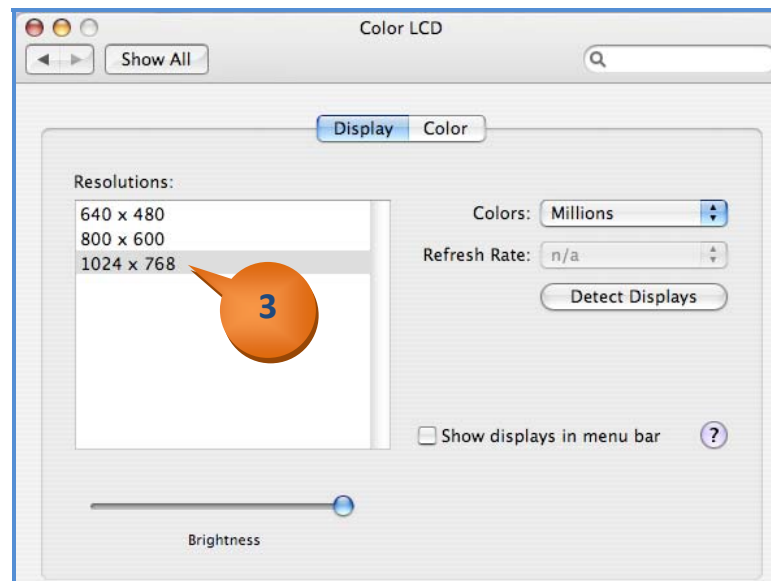 Color LCD
Show All
Display Color
Resolutions:
640 x 480
800 x 600
1024 x 768
3
Colors: Millions
Refresh Rate: n/a
Detect Displays
Show displays in menu bar ?
Brightness